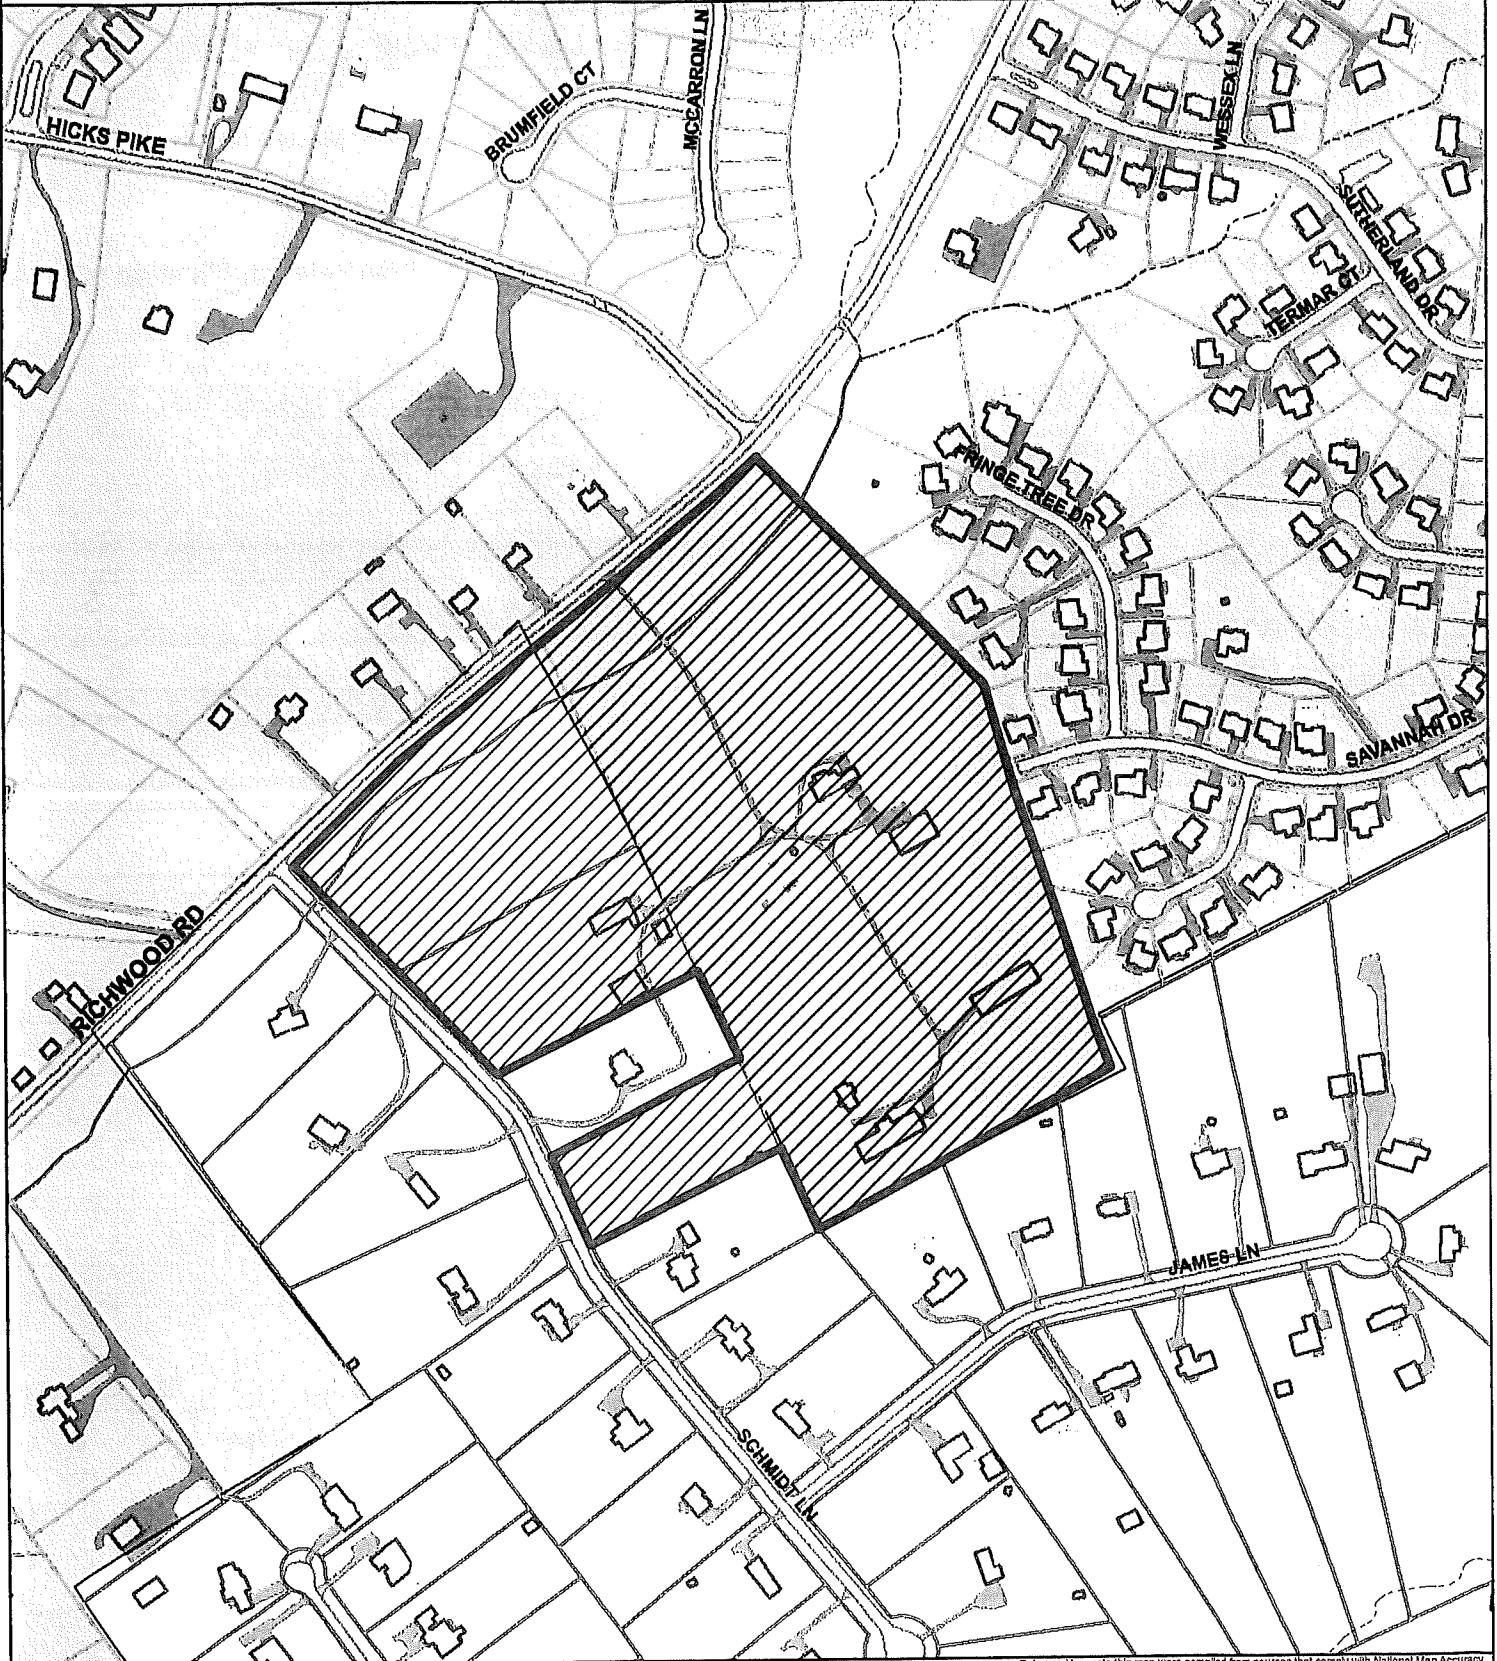 MCCARRON LN
WESSEX LN
BRUMFIELD CT
HICKS PIKE
SUTHERLAND DR
TERMAR CT
FRINGE TREE DR
SAVANNAH DR
RICHWOOD RD
JAMES LN
SCHMIDT LN